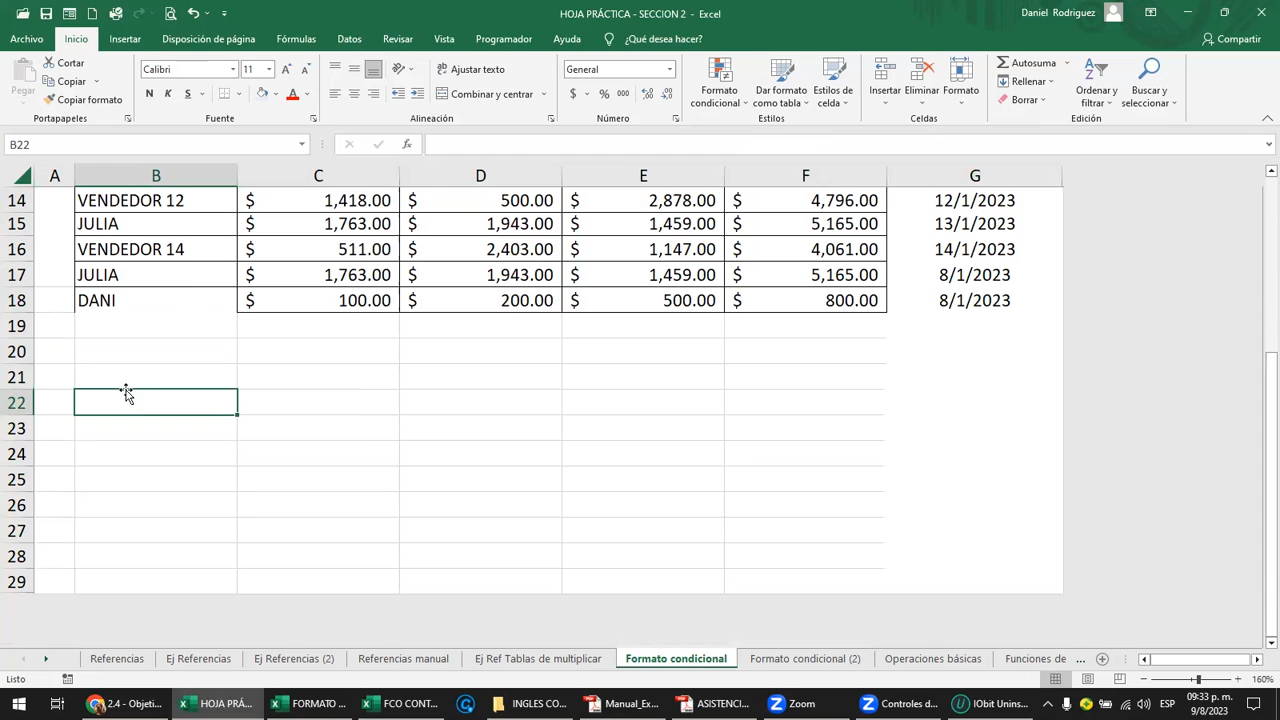 HOJA PRÁCTICA - SECCION 2 - Excel
Daniel Rodriguez
Archivo Inicio Insertar Disposición de página Fórmulas Datos Revisar Vista Programador Ayuda ¿Qué desea hacer? Compartir
Pegar
Cortar
Copiar
Copiar formato
Portapapeles
Calibri 11
N K S A
Fuente
Ajustar texto
Combinar y centrar
Alineación
General
$ % 000
Número
Formato condicional
Dar formato como tabla
Estilos de celda
Estilos
Insertar Eliminar Formato
Celdas
Autosuma
Rellenar
Borrar
Ordenar y filtrar
Buscar y seleccionar
Edición
B22 fx
A B C D E F G
14 VENDEDOR 12 $ 1,418.00 $ 500.00 $ 2,878.00 $ 4,796.00 12/1/2023
15 JULIA $ 1,763.00 $ 1,943.00 $ 1,459.00 $ 5,165.00 13/1/2023
16 VENDEDOR 14 $ 511.00 $ 2,403.00 $ 1,147.00 $ 4,061.00 14/1/2023
17 JULIA $ 1,763.00 $ 1,943.00 $ 1,459.00 $ 5,165.00 8/1/2023
18 DANI $ 100.00 $ 200.00 $ 500.00 $ 800.00 8/1/2023
19
20
21
22
23
24
25
26
27
28
29
Referencias Ej Referencias Ej Referencias (2) Referencias manual Ej Ref Tablas de multiplicar Formato condicional Formato condicional (2) Operaciones básicas Funciones de ...
Listo 160%
2.4 - Objeti... HOJA PRÁ... FORMATO ... FCO CONT... INGLES CO... Manual_Ex... ASISTENCI... Zoom Controles d... IObit Unins... ESP 09:33 p. m.
9/8/2023